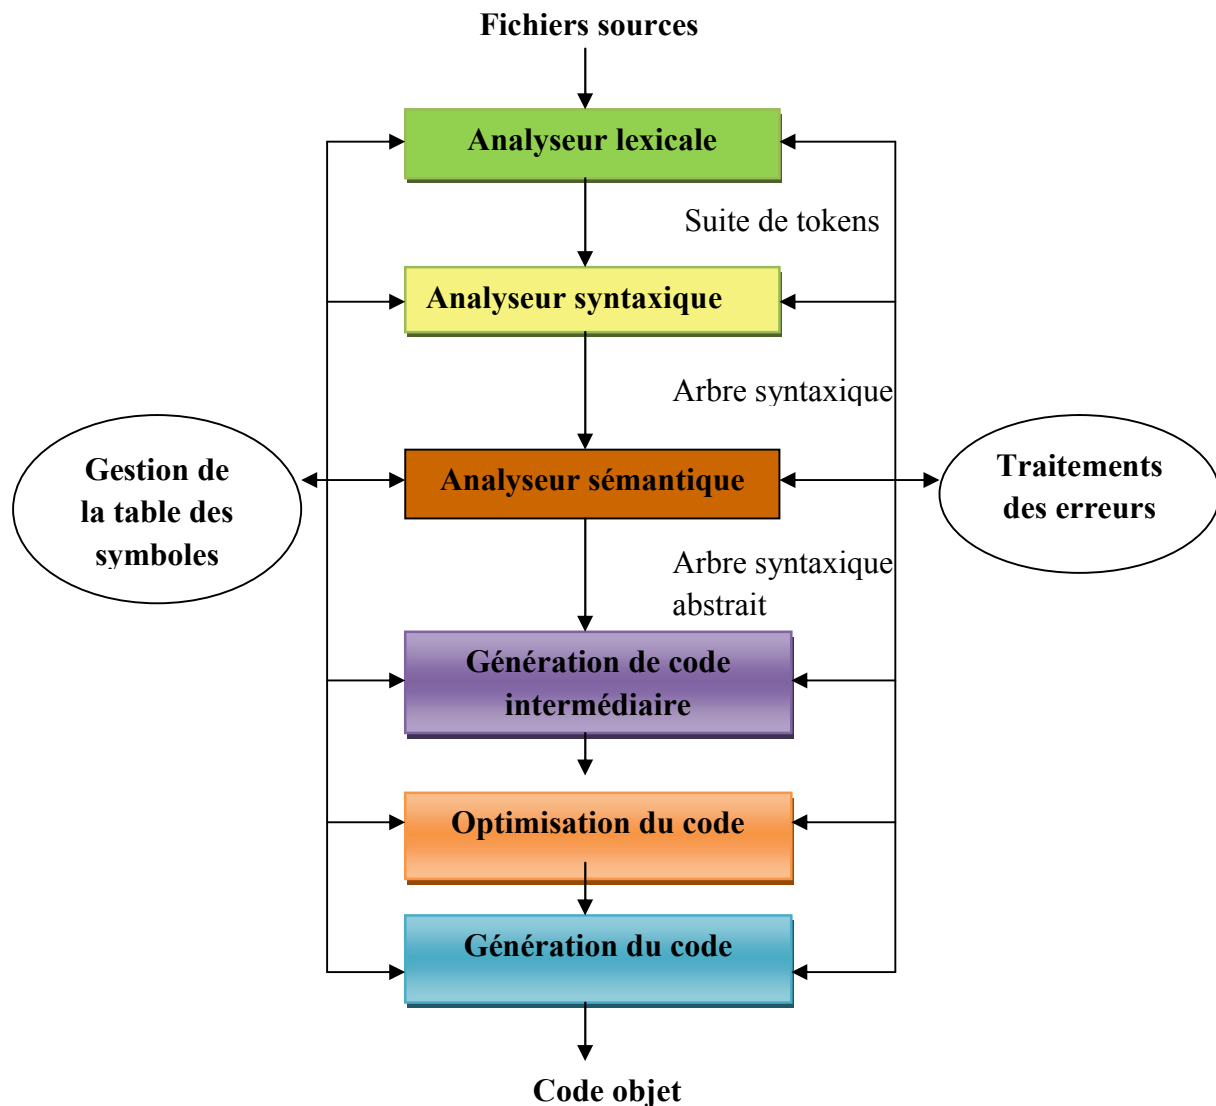 Fichiers sources
Analyseur lexicale
Suite de tokens
Analyseur syntaxique
Arbre syntaxique
Gestion de
la table des
symboles
Analyseur sémantique
Traitements
des erreurs
Arbre syntaxique
abstrait
Génération de code
intermédiaire
Optimisation du code
Génération du code
Code objet